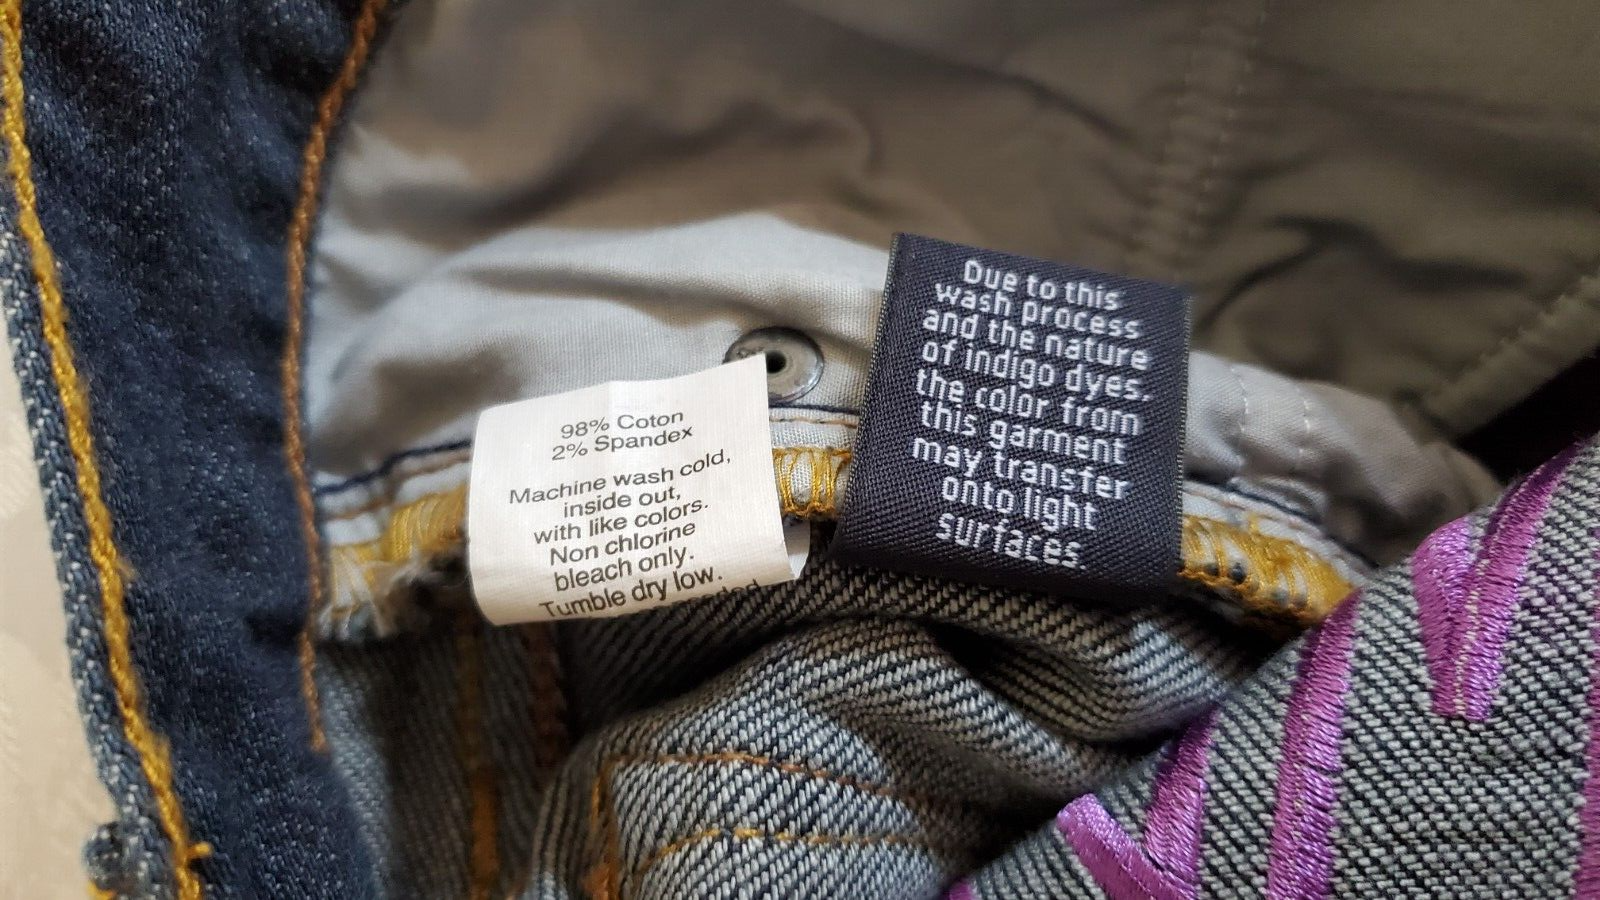 98% Coton
2% Spandex
Machine wash cold,
inside out,
with like colors.
Non chlorine
bleach only.
Tumble dry low.
Due to this
wash process
and the nature
of indigo dyes.
the color from
this garment
may transfer
onto light
surfaces.